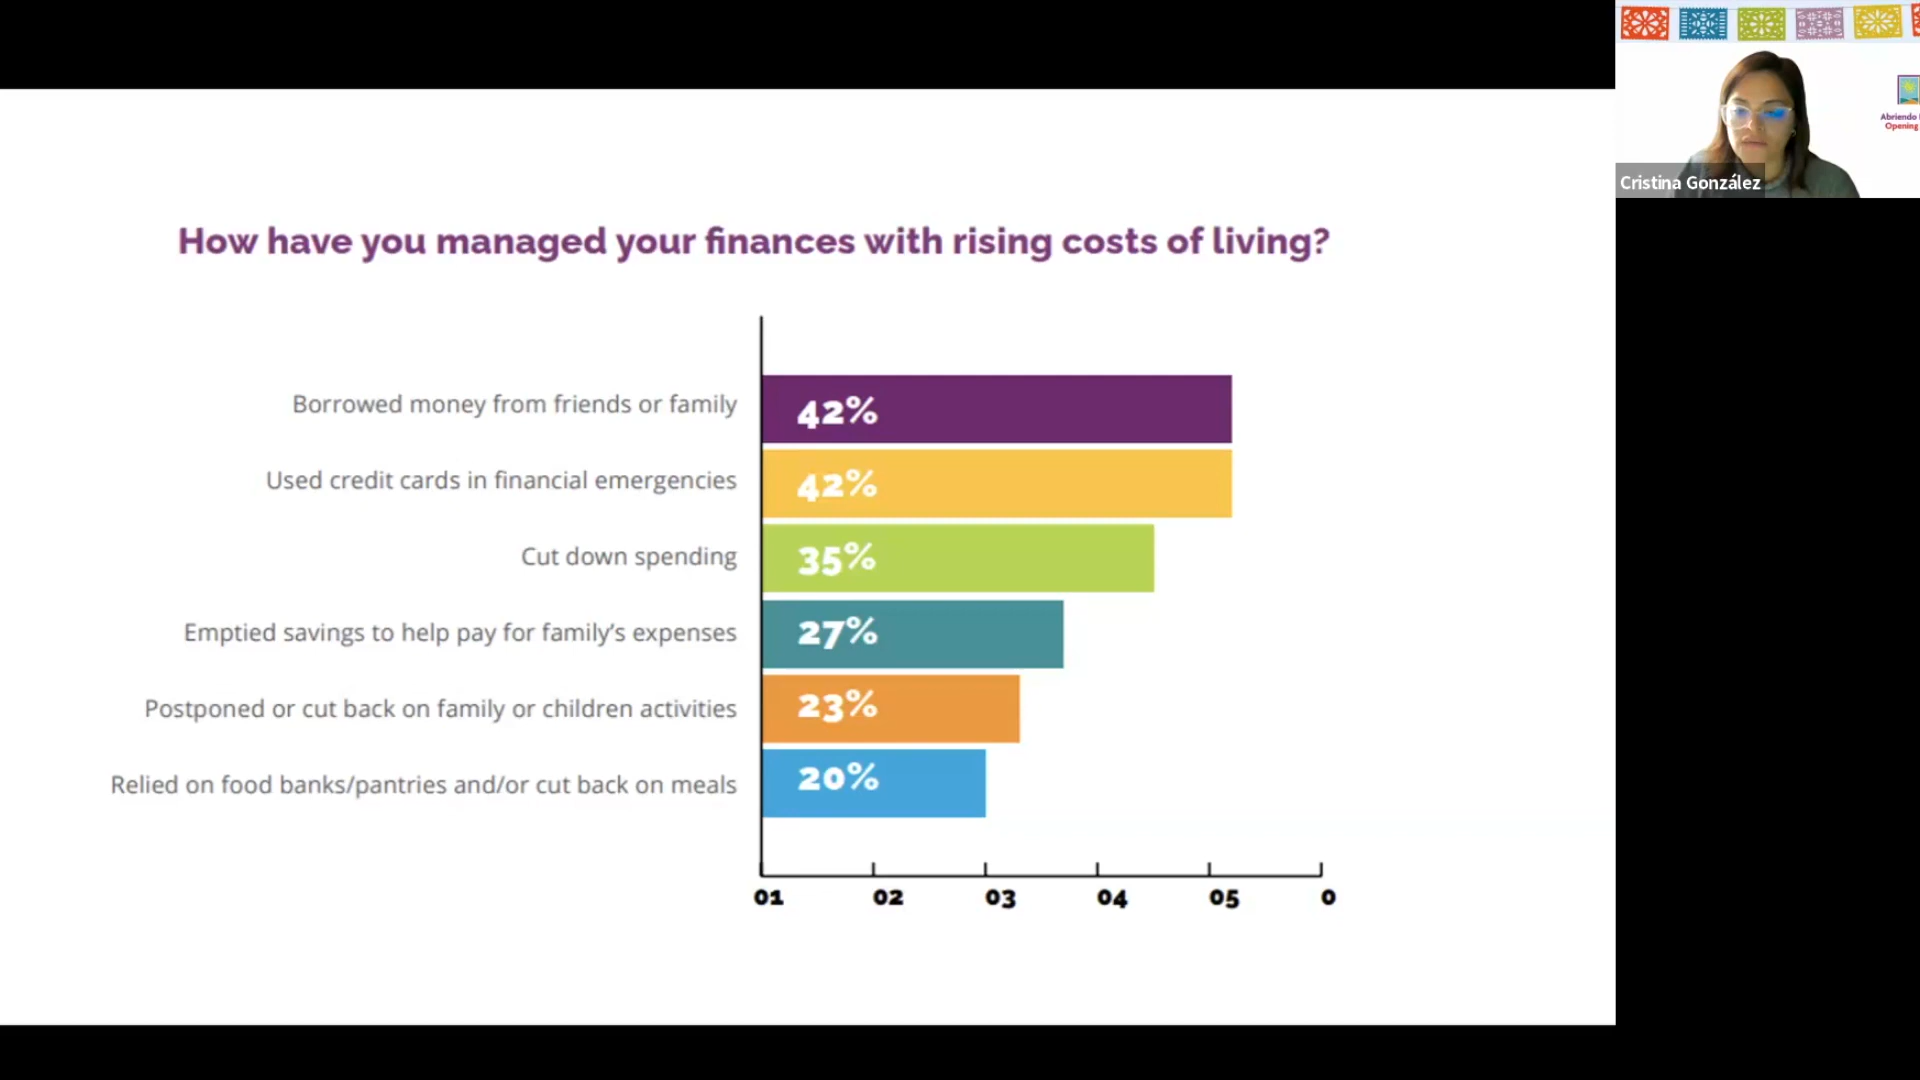 Abriendo
Opening
Cristina González
How have you managed your finances with rising costs of living?
Borrowed money from friends or family
42%
Used credit cards in financial emergencies
42%
Cut down spending
35%
Emptied savings to help pay for family’s expenses
27%
Postponed or cut back on family or children activities
23%
Relied on food banks/pantries and/or cut back on meals
20%
01 02 03 04 05 0